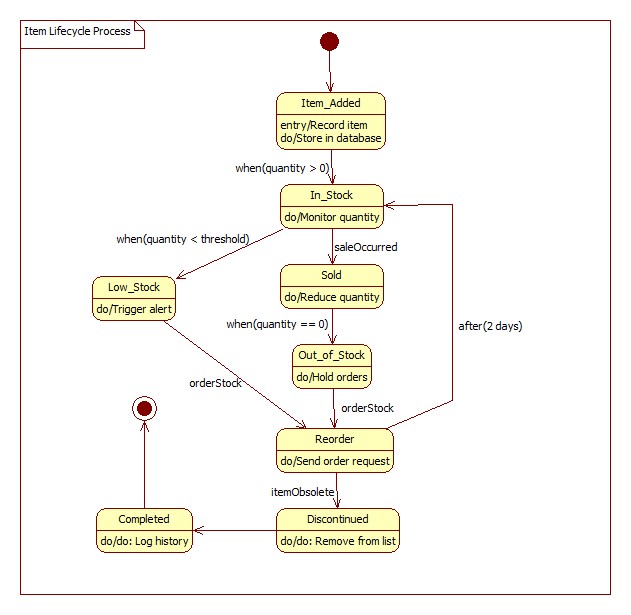 Item Lifecycle Process
Item_Added
entry/Record item
do/Store in database
when(quantity > 0)
In_Stock
do/Monitor quantity
when(quantity < threshold)
saleOccurred
Low_Stock
do/Trigger alert
Sold
do/Reduce quantity
when(quantity == 0)
after(2 days)
Out_of_Stock
do/Hold orders
orderStock
orderStock
Reorder
do/Send order request
itemObsolete
Completed
do/do: Log history
Discontinued
do/do: Remove from list